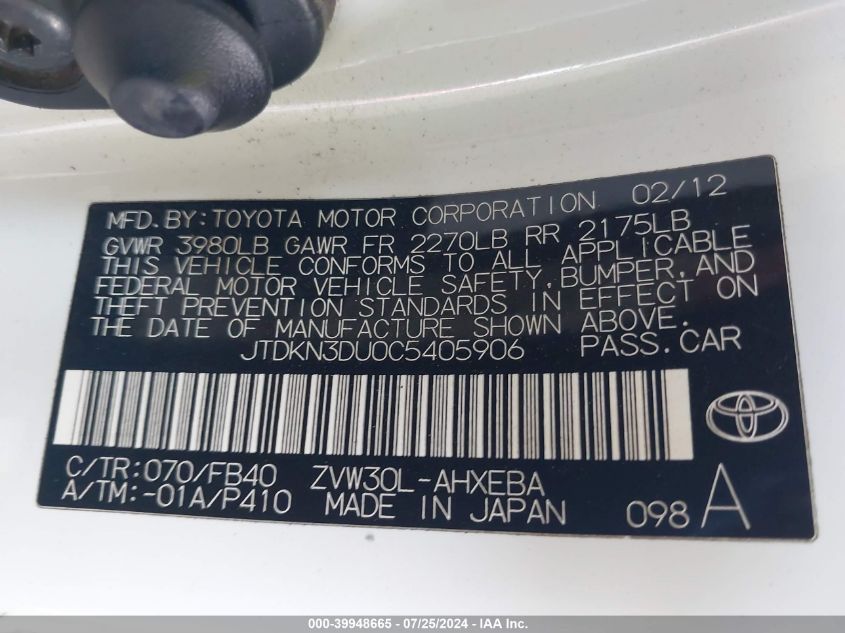 MFD. BY: TOYOTA MOTOR CORPORATION 02/12
GVWR 3980LB GAWR FR 2270LB RR 2175LB
THIS VEHICLE CONFORMS TO ALL APPLICABLE
FEDERAL MOTOR VEHICLE SAFETY, BUMPER, AND
THEFT PREVENTION STANDARDS IN EFFECT ON
THE DATE OF MANUFACTURE SHOWN ABOVE.
JTDKN3DU0C5405906 PASS. CAR
C/TR: 070/FB40 ZVW30L-AHXEBA
A/TM: -01A/P410 MADE IN JAPAN 098 A
000-39948665 - 07/25/2024 - IAA Inc.